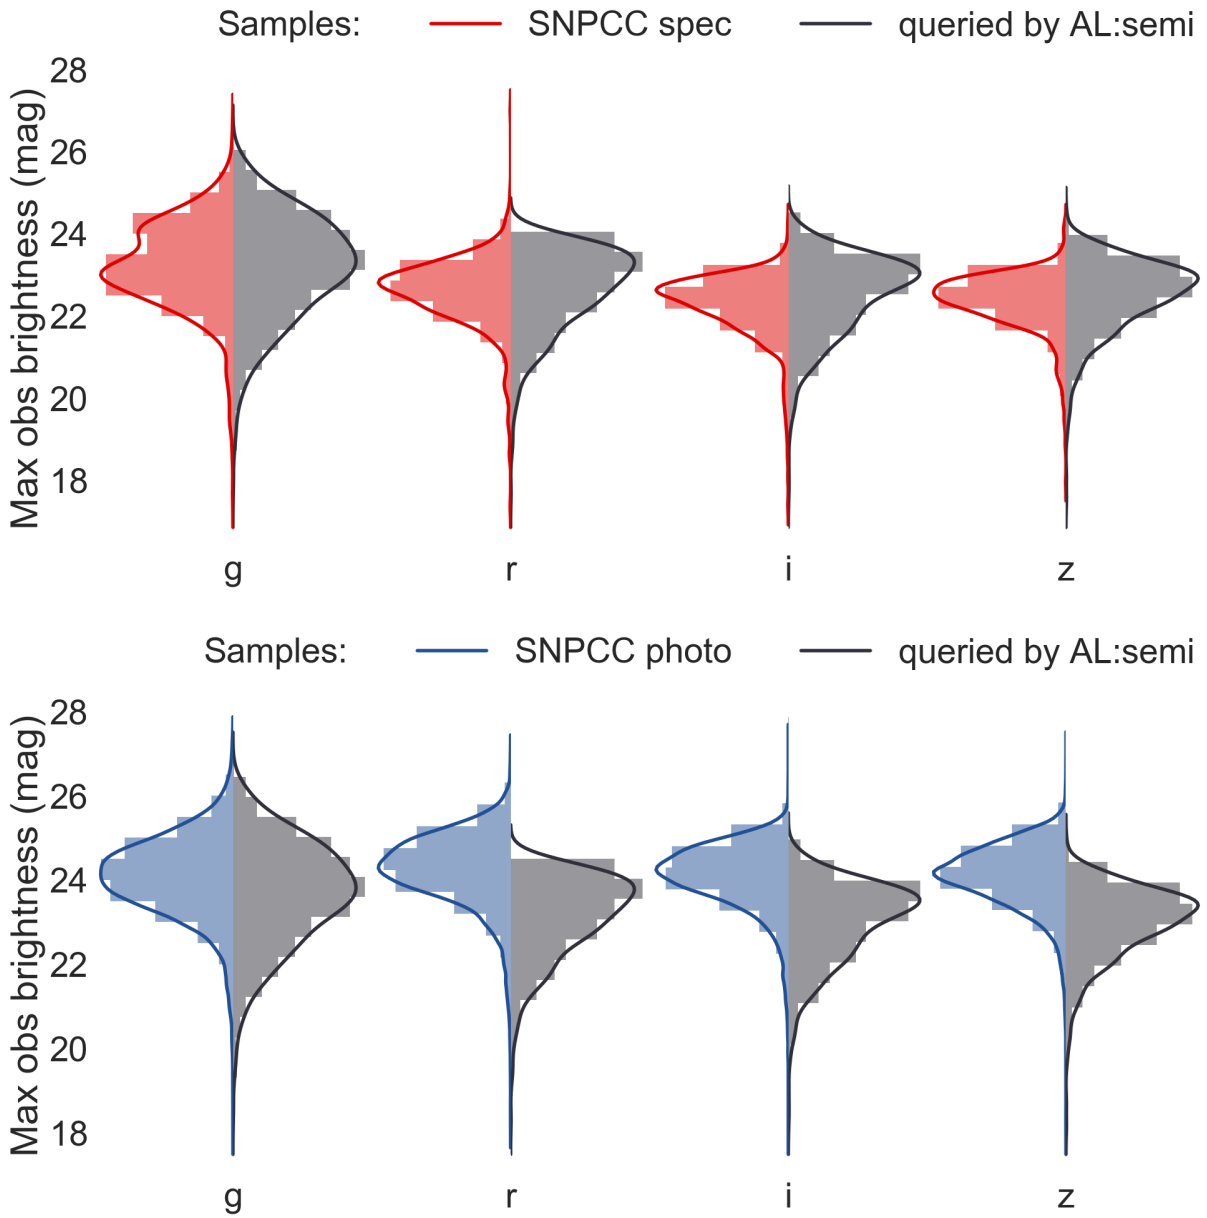 Samples: SNPCC spec queried by AL:semi
Max obs brightness (mag)
28
26
24
22
20
18
g r i z
Samples: SNPCC photo queried by AL:semi
Max obs brightness (mag)
28
26
24
22
20
18
g r i z